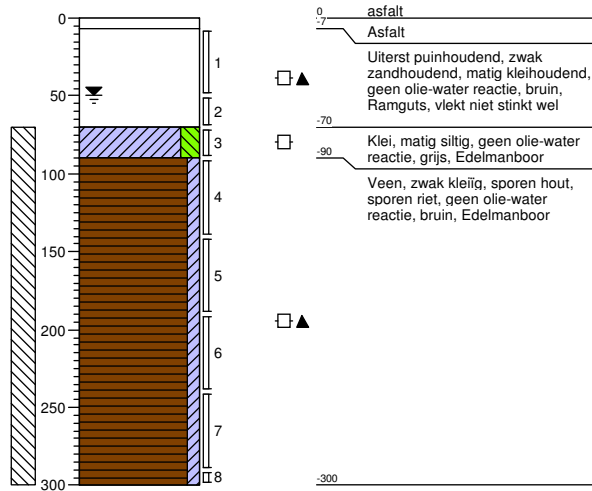 0
50
100
150
200
250
300
1
2
3
4
5
6
7
8
0
asfalt
-7
Asfalt
Uiterst puinhoudend, zwak
zandhoudend, matig kleihoudend,
geen olie-water reactie, bruin,
Ramguts, vlekt niet stinkt wel
-70
Klei, matig siltig, geen olie-water
reactie, grijs, Edelmanboor
-90
Veen, zwak kleiïg, sporen hout,
sporen riet, geen olie-water
reactie, bruin, Edelmanboor
-300